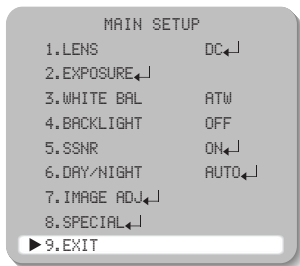 MAIN SETUP
1.LENS DC↵
2.EXPOSURE↵
3.WHITE BAL ATW
4.BACKLIGHT OFF
5.SSNR ON↵
6.DAY/NIGHT AUTO↵
7.IMAGE ADJ↵
8.SPECIAL↵
▶9.EXIT